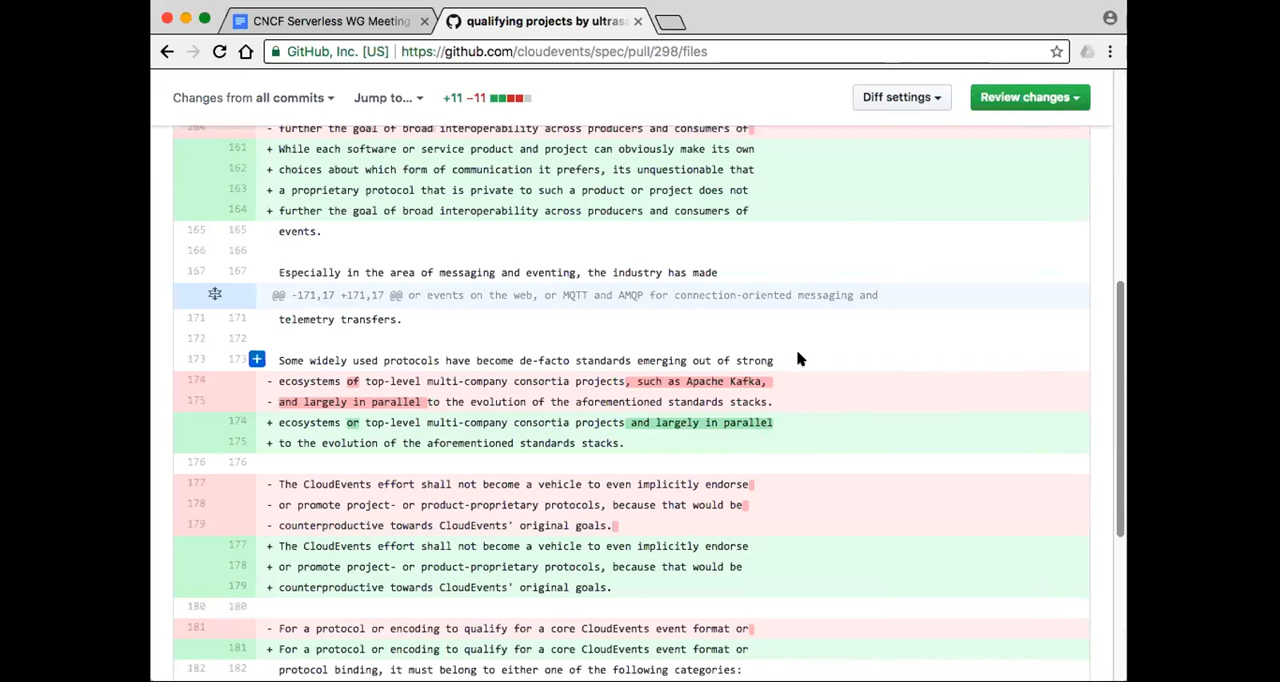 CNCF Serverless WG Meeting
qualifying projects by ultras
GitHub, Inc. [US] https://github.com/cloudevents/spec/pull/298/files
Changes from all commits Jump to... +11 −11 Diff settings Review changes
164 - further the goal of broad interoperability across producers and consumers of
161 + While each software or service product and project can obviously make its own
162 + choices about which form of communication it prefers, its unquestionable that
163 + a proprietary protocol that is private to such a product or project does not
164 + further the goal of broad interoperability across producers and consumers of
165 165 events.
166 166
167 167 Especially in the area of messaging and eventing, the industry has made
@@ -171,17 +171,17 @@ or events on the web, or MQTT and AMQP for connection-oriented messaging and
171 171 telemetry transfers.
172 172
173 173 + Some widely used protocols have become de-facto standards emerging out of strong
174 - ecosystems of top-level multi-company consortia projects, such as Apache Kafka,
175 - and largely in parallel to the evolution of the aforementioned standards stacks.
174 + ecosystems or top-level multi-company consortia projects and largely in parallel
175 + to the evolution of the aforementioned standards stacks.
176 176
177 - The CloudEvents effort shall not become a vehicle to even implicitly endorse
178 - or promote project- or product-proprietary protocols, because that would be
179 - counterproductive towards CloudEvents' original goals.
177 + The CloudEvents effort shall not become a vehicle to even implicitly endorse
178 + or promote project- or product-proprietary protocols, because that would be
179 + counterproductive towards CloudEvents' original goals.
180 180
181 - For a protocol or encoding to qualify for a core CloudEvents event format or
181 + For a protocol or encoding to qualify for a core CloudEvents event format or
182 182 protocol binding, it must belong to either one of the following categories: